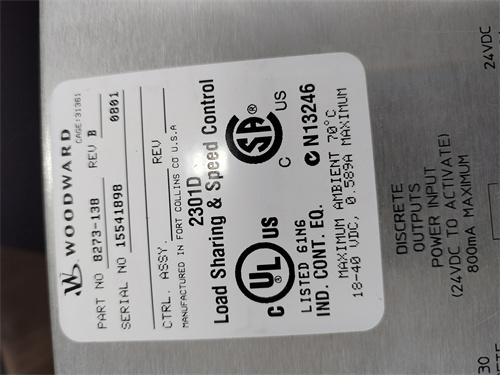 WOODWARD
CAGE:31361
PART NO 8273-138 REV B
SERIAL NO 15541898 0801
CTRL. ASSY. REV
MANUFACTURED IN FORT COLLINS CO U.S.A
2301D
Load Sharing & Speed Control
C UL US
SA
C US
LISTED 61N6
IND. CONT. EQ.
N13246
MAXIMUM AMBIENT 70°C
18-40 VDC, 0.589A MAXIMUM
24VDC
DISCRETE
OUTPUTS
POWER INPUT
(24VDC TO ACTIVATE)
800mA MAXIMUM
30